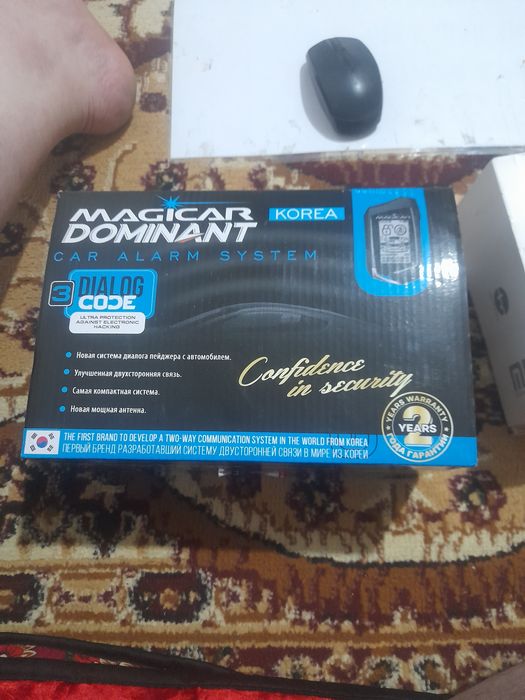 MAGICAR
DOMINANT
KOREA
CAR ALARM SYSTEM
3
DIALOG
CODE
ULTRA PROTECTION
AGAINST ELECTRONIC
HACKING
Новая система диалога пейджера с автомобилем.
Улучшенная двухсторонняя связь.
Самая компактная система.
Новая мощная антенна.
Confidence
in security
YEARS WARRANTY
2
YEARS
ГОДА ГАРАНТИИ
THE FIRST BRAND TO DEVELOP A TWO-WAY COMMUNICATION SYSTEM IN THE WORLD FROM KOREA
ПЕРВЫЙ БРЕНД РАЗРАБОТАВШИЙ СИСТЕМУ ДВУСТОРОННЕЙ СВЯЗИ В МИРЕ ИЗ КОРЕИ